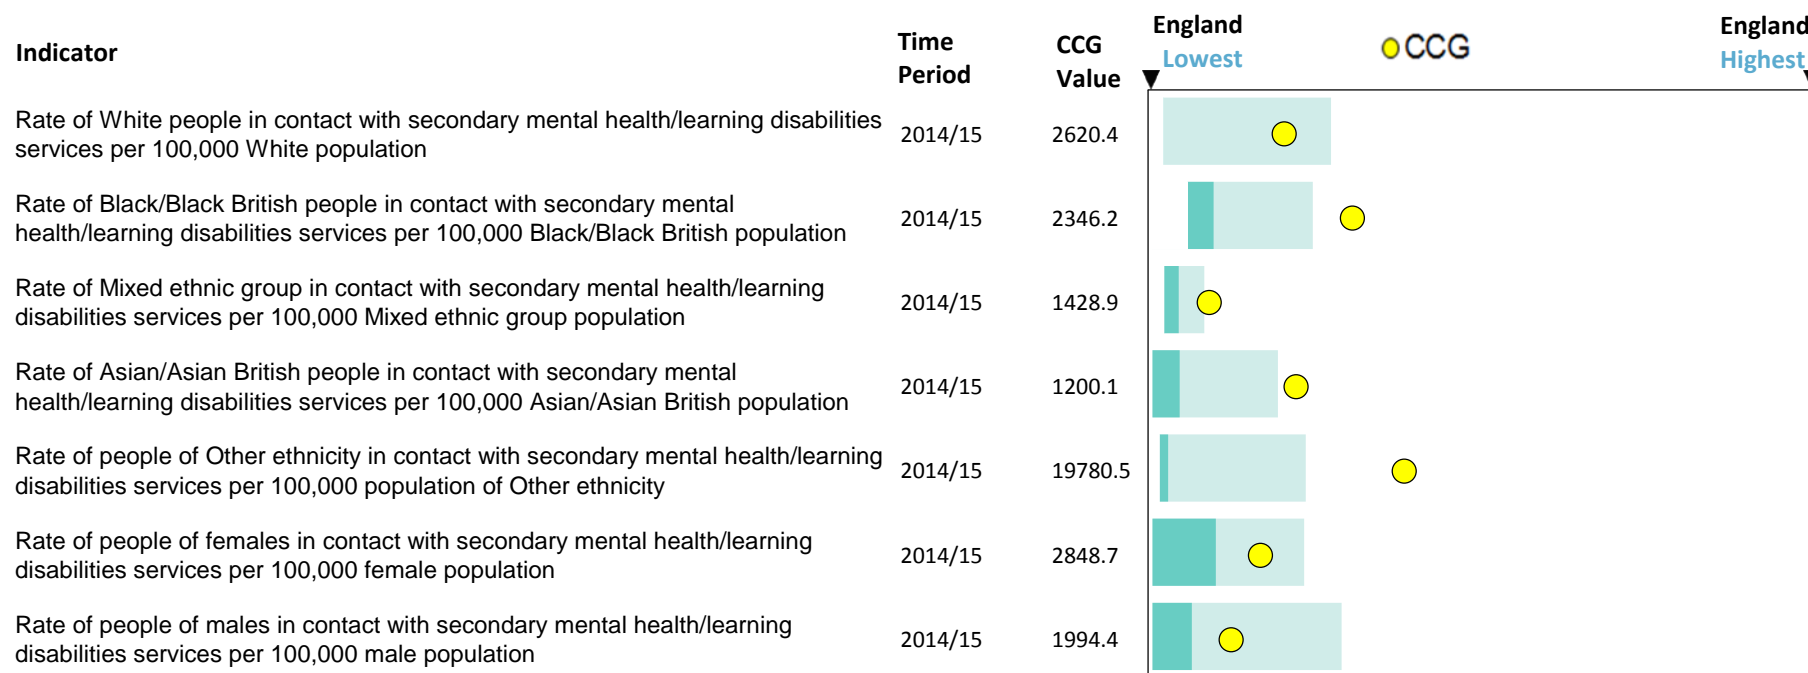 Indicator
Time
Period
CCG
Value
England
Lowest
CCG
England
Highest
Rate of White people in contact with secondary mental health/learning disabilities
services per 100,000 White population
2014/15
2620.4
Rate of Black/Black British people in contact with secondary mental
health/learning disabilities services per 100,000 Black/Black British population
2014/15
2346.2
Rate of Mixed ethnic group in contact with secondary mental health/learning
disabilities services per 100,000 Mixed ethnic group population
2014/15
1428.9
Rate of Asian/Asian British people in contact with secondary mental
health/learning disabilities services per 100,000 Asian/Asian British population
2014/15
1200.1
Rate of people of Other ethnicity in contact with secondary mental health/learning
disabilities services per 100,000 population of Other ethnicity
2014/15
19780.5
Rate of people of females in contact with secondary mental health/learning
disabilities services per 100,000 female population
2014/15
2848.7
Rate of people of males in contact with secondary mental health/learning
disabilities services per 100,000 male population
2014/15
1994.4